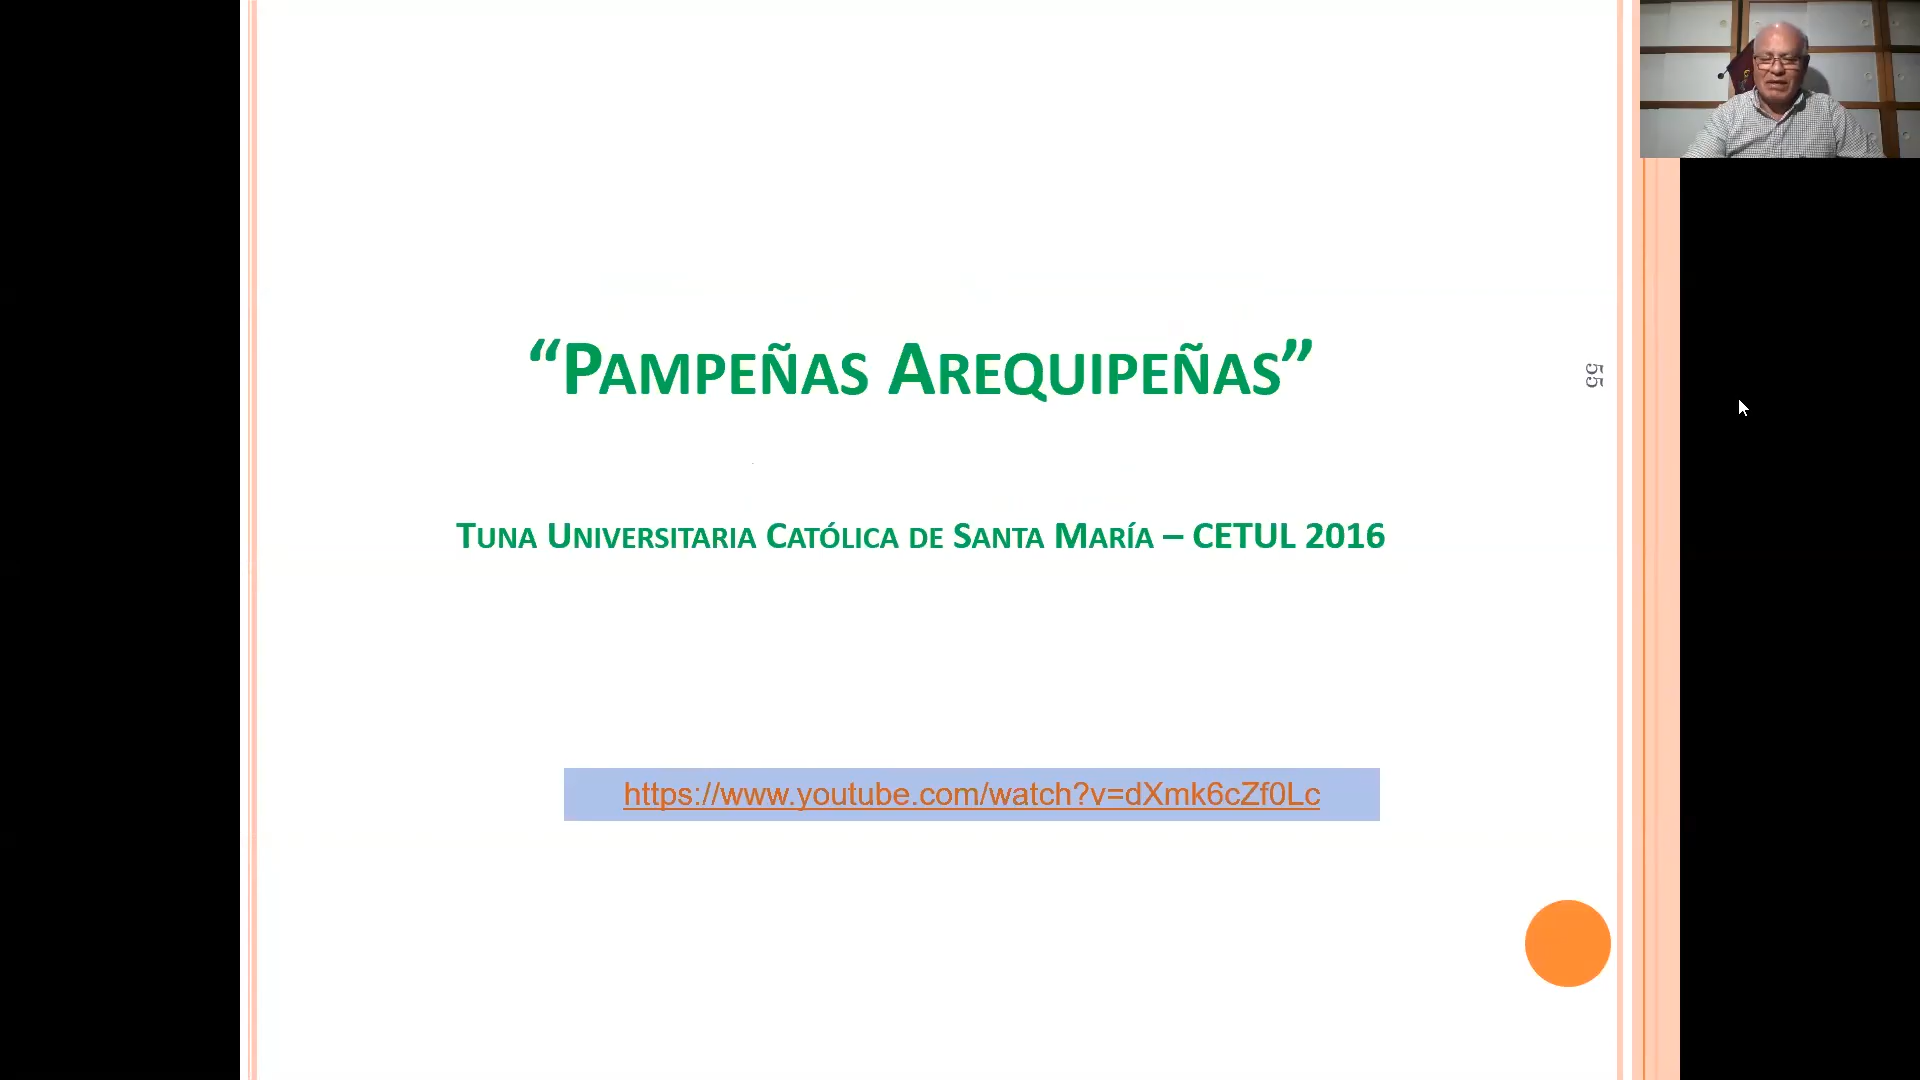 “Pampeñas Arequipeñas”
55
Tuna Universitaria Católica de Santa María – CETUL 2016
https://www.youtube.com/watch?v=dXmk6cZf0Lc